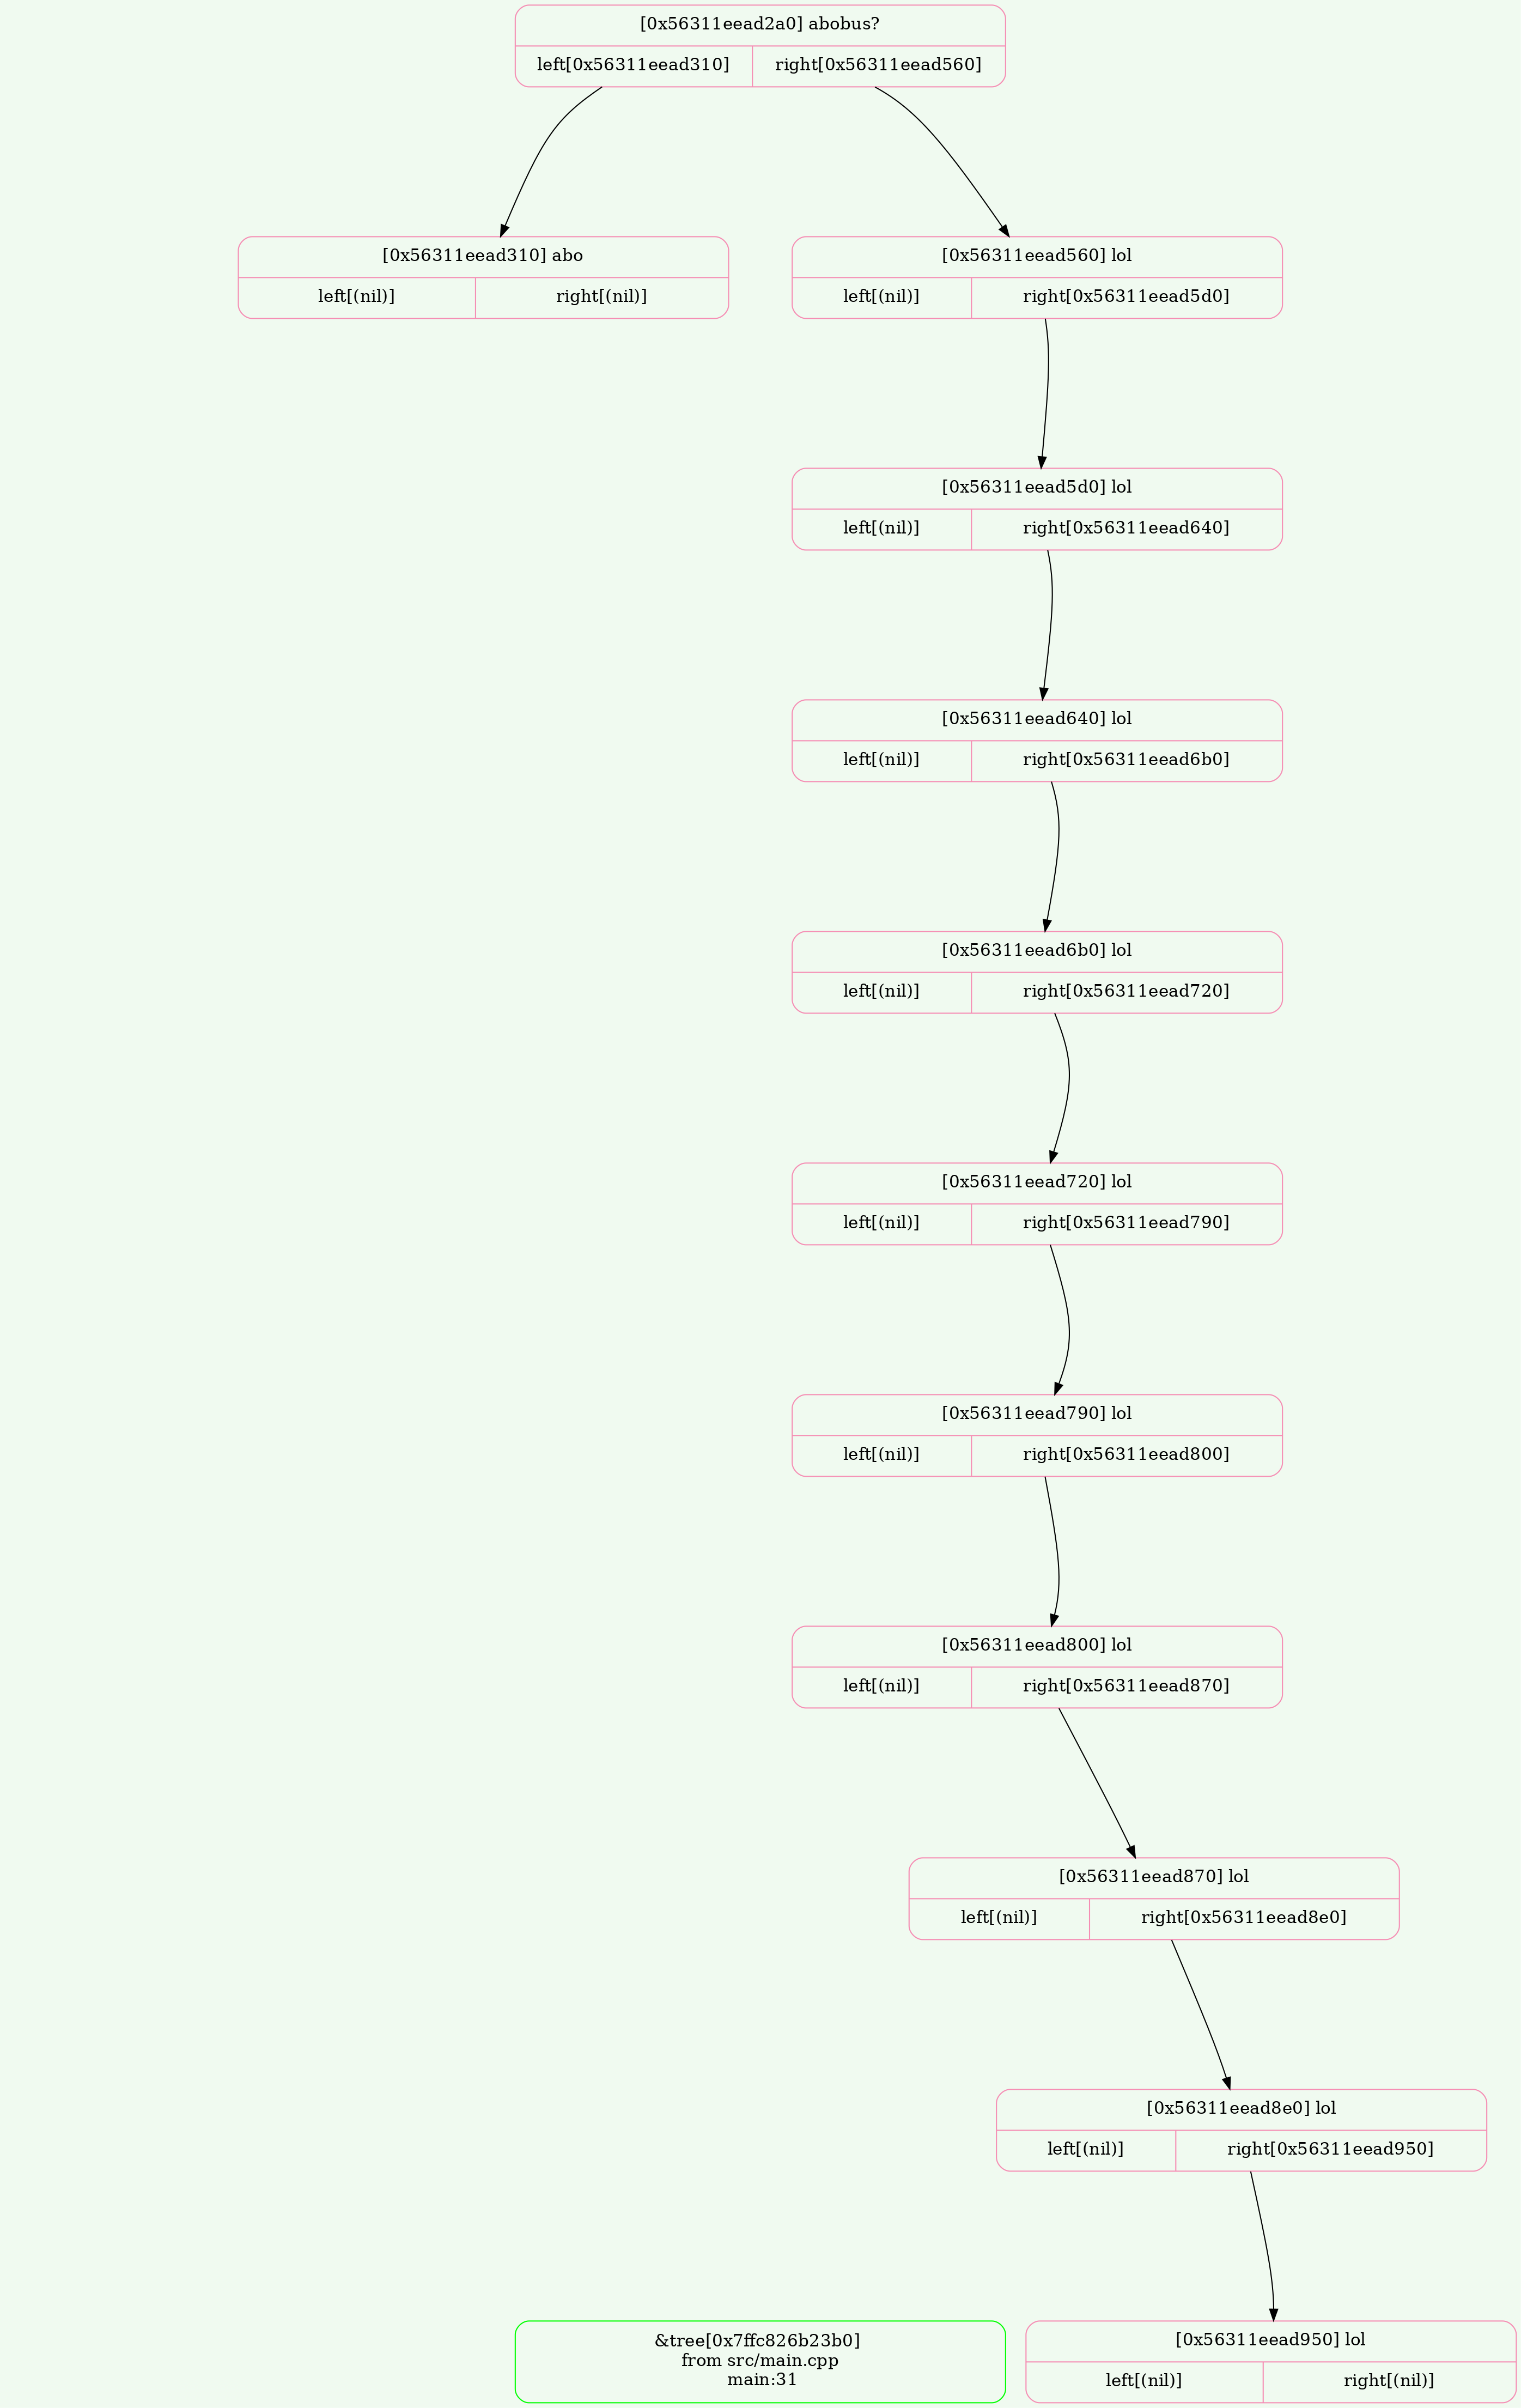 [0x56311eead2a0] abobus?
left[0x56311eead310] right[0x56311eead560]
[0x56311eead310] abo
left[(nil)] right[(nil)]
[0x56311eead560] lol
left[(nil)] right[0x56311eead5d0]
[0x56311eead5d0] lol
left[(nil)] right[0x56311eead640]
[0x56311eead640] lol
left[(nil)] right[0x56311eead6b0]
[0x56311eead6b0] lol
left[(nil)] right[0x56311eead720]
[0x56311eead720] lol
left[(nil)] right[0x56311eead790]
[0x56311eead790] lol
left[(nil)] right[0x56311eead800]
[0x56311eead800] lol
left[(nil)] right[0x56311eead870]
[0x56311eead870] lol
left[(nil)] right[0x56311eead8e0]
[0x56311eead8e0] lol
left[(nil)] right[0x56311eead950]
&tree[0x7ffc826b23b0]
from src/main.cpp
main:31
[0x56311eead950] lol
left[(nil)] right[(nil)]